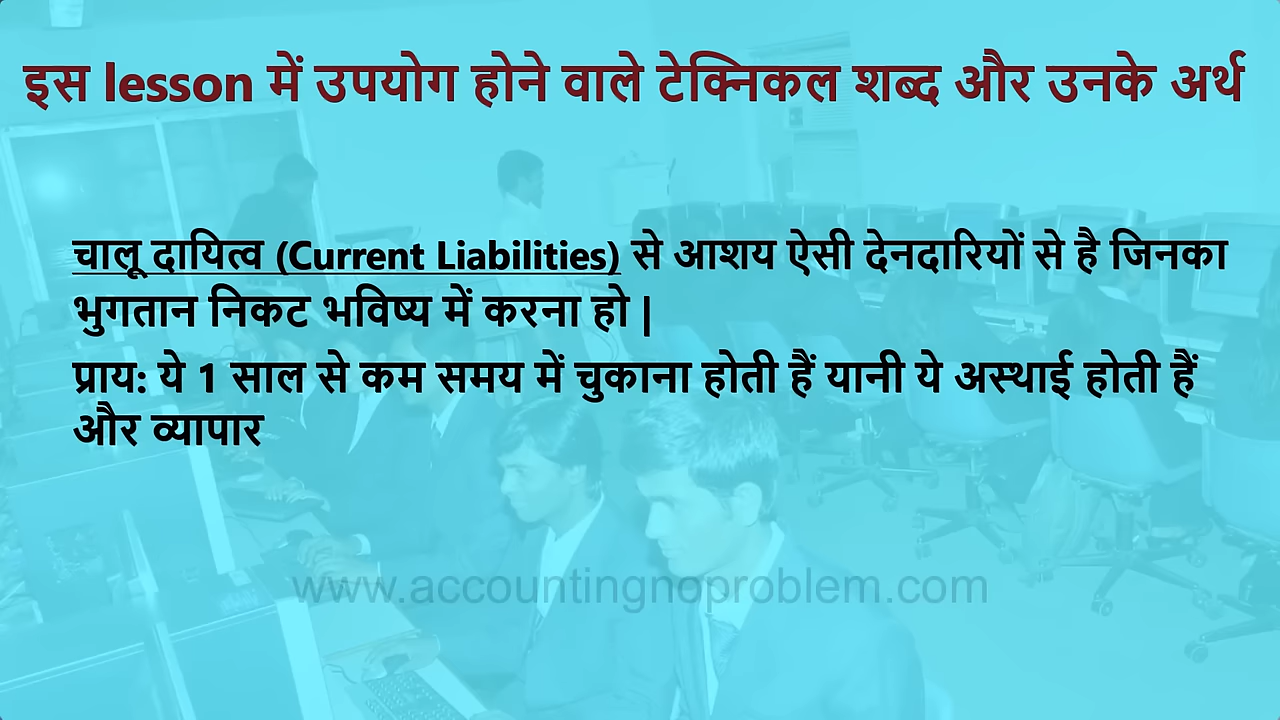 इस lesson में उपयोग होने वाले टेक्निकल शब्द और उनके अर्थ
चालू दायित्व (Current Liabilities) से आशय ऐसी देनदारियों से है जिनका
भुगतान निकट भविष्य में करना हो |
प्राय: ये 1 साल से कम समय में चुकाना होती हैं यानी ये अस्थाई होती हैं
और व्यापार
www.accountingnoproblem.com